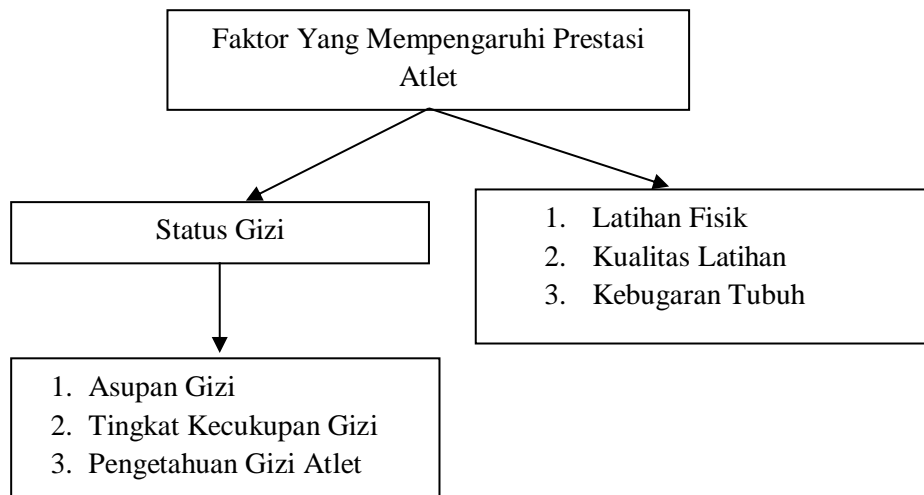 Faktor Yang Mempengaruhi Prestasi
Atlet
Status Gizi
1. Latihan Fisik
2. Kualitas Latihan
3. Kebugaran Tubuh
1. Asupan Gizi
2. Tingkat Kecukupan Gizi
3. Pengetahuan Gizi Atlet